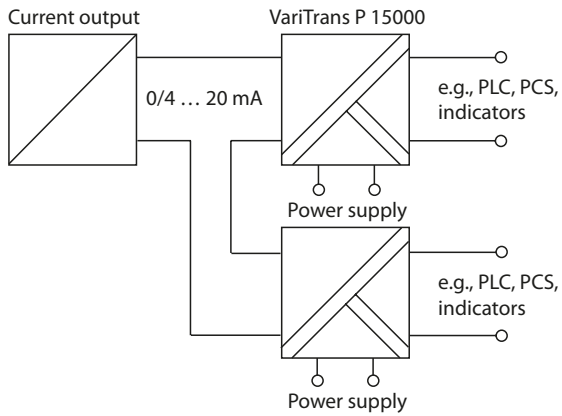 Current output
VariTrans P 15000
0/4 … 20 mA
e.g., PLC, PCS,
indicators
Power supply
e.g., PLC, PCS,
indicators
Power supply